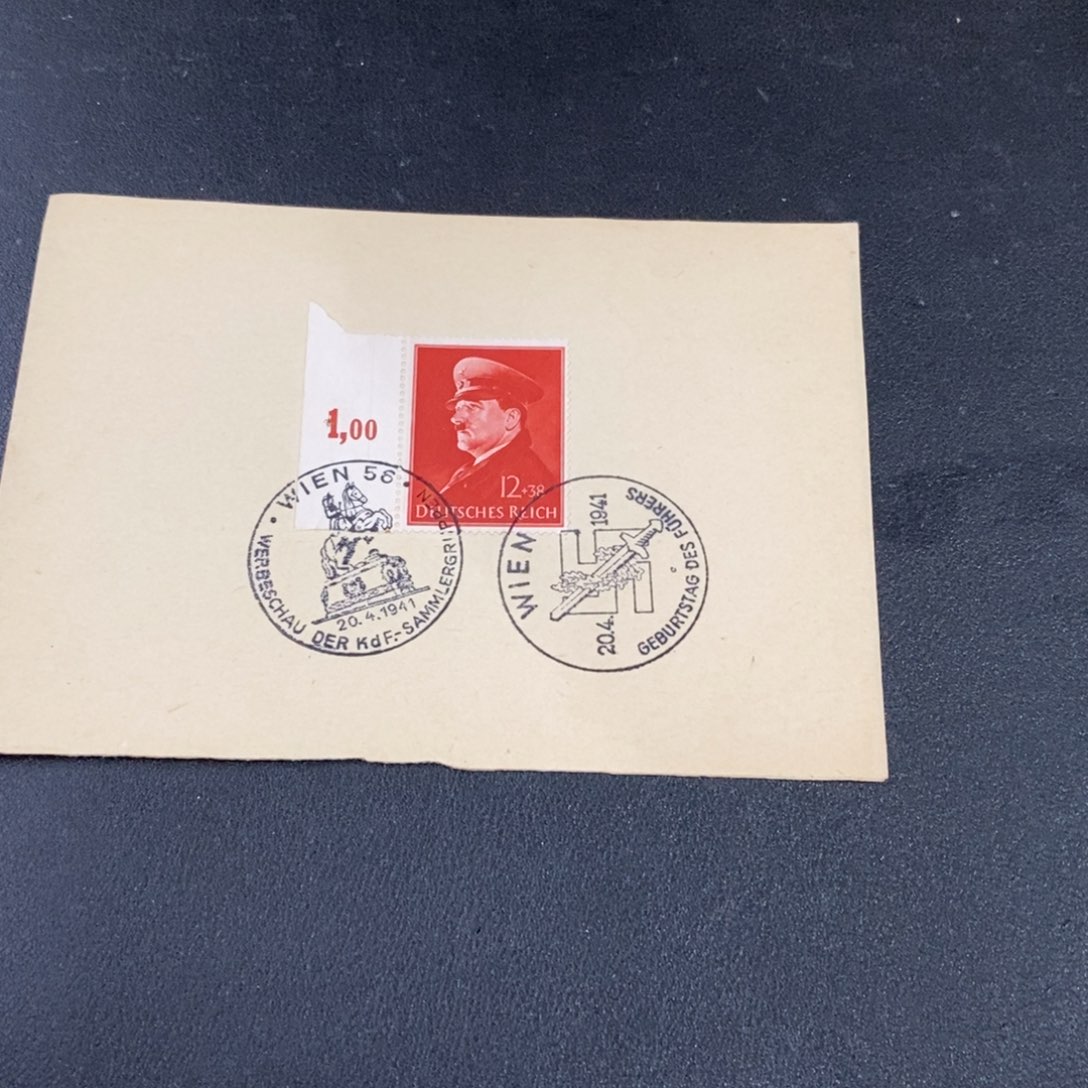 1,00
12+38
DEUTSCHES REICH
WIEN 56
WERBESCHAU DER KdF.-SAMMLERGRUPPEN
20.4.1941
WIEN
20.4. 1941
GEBURTSTAG DES FÜHRERS